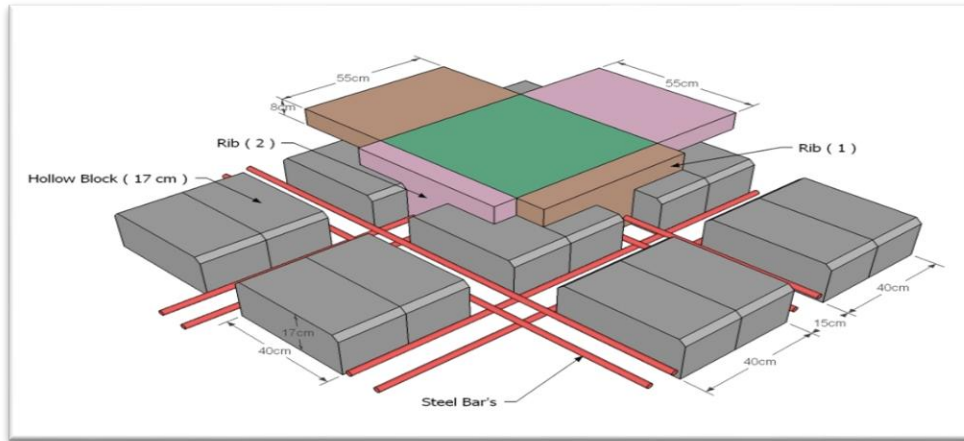 55cm
55cm
8cm
Rib ( 2 )
Rib ( 1 )
Hollow Block ( 17 cm )
17cm
40cm
40cm
15cm
40cm
Steel Bar's